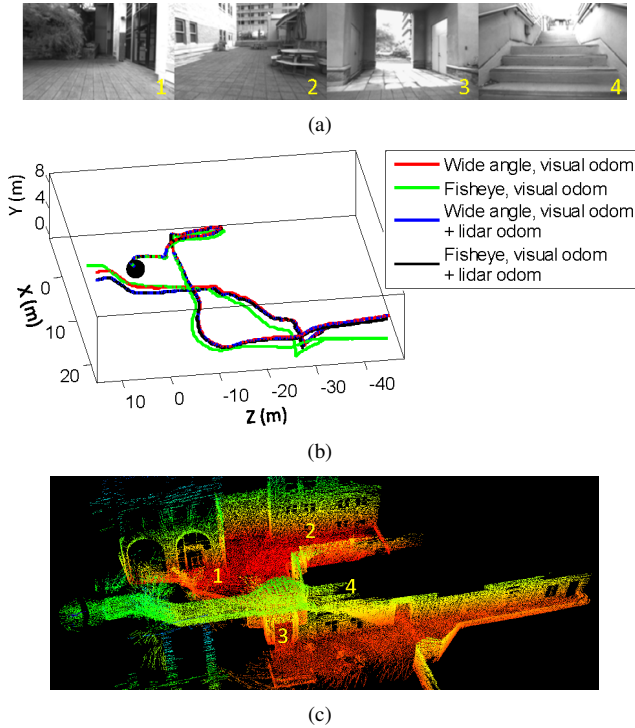 1 2 3 4
(a)
Y (m)
8
4
0
X (m)
0
10
20
10 0 -10 -20 -30 -40
Z (m)
Wide angle, visual odom
Fisheye, visual odom
Wide angle, visual odom
+ lidar odom
Fisheye, visual odom
+ lidar odom
(b)
2
1
4
3
(c)